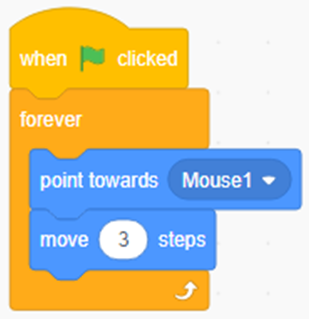 when clicked
forever
point towards Mouse1
move 3 steps